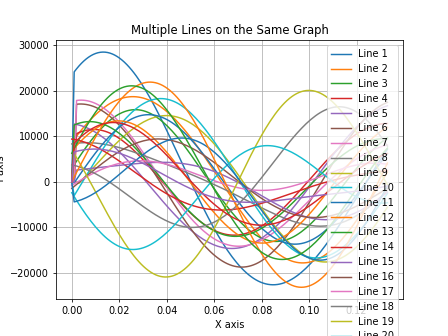 Multiple Lines on the Same Graph
30000
20000
10000
0
−10000
−20000
0.00 0.02 0.04 0.06 0.08 0.10
X axis
Line 1
Line 2
Line 3
Line 4
Line 5
Line 6
Line 7
Line 8
Line 9
Line 10
Line 11
Line 12
Line 13
Line 14
Line 15
Line 16
Line 17
Line 18
Line 19
Line 20